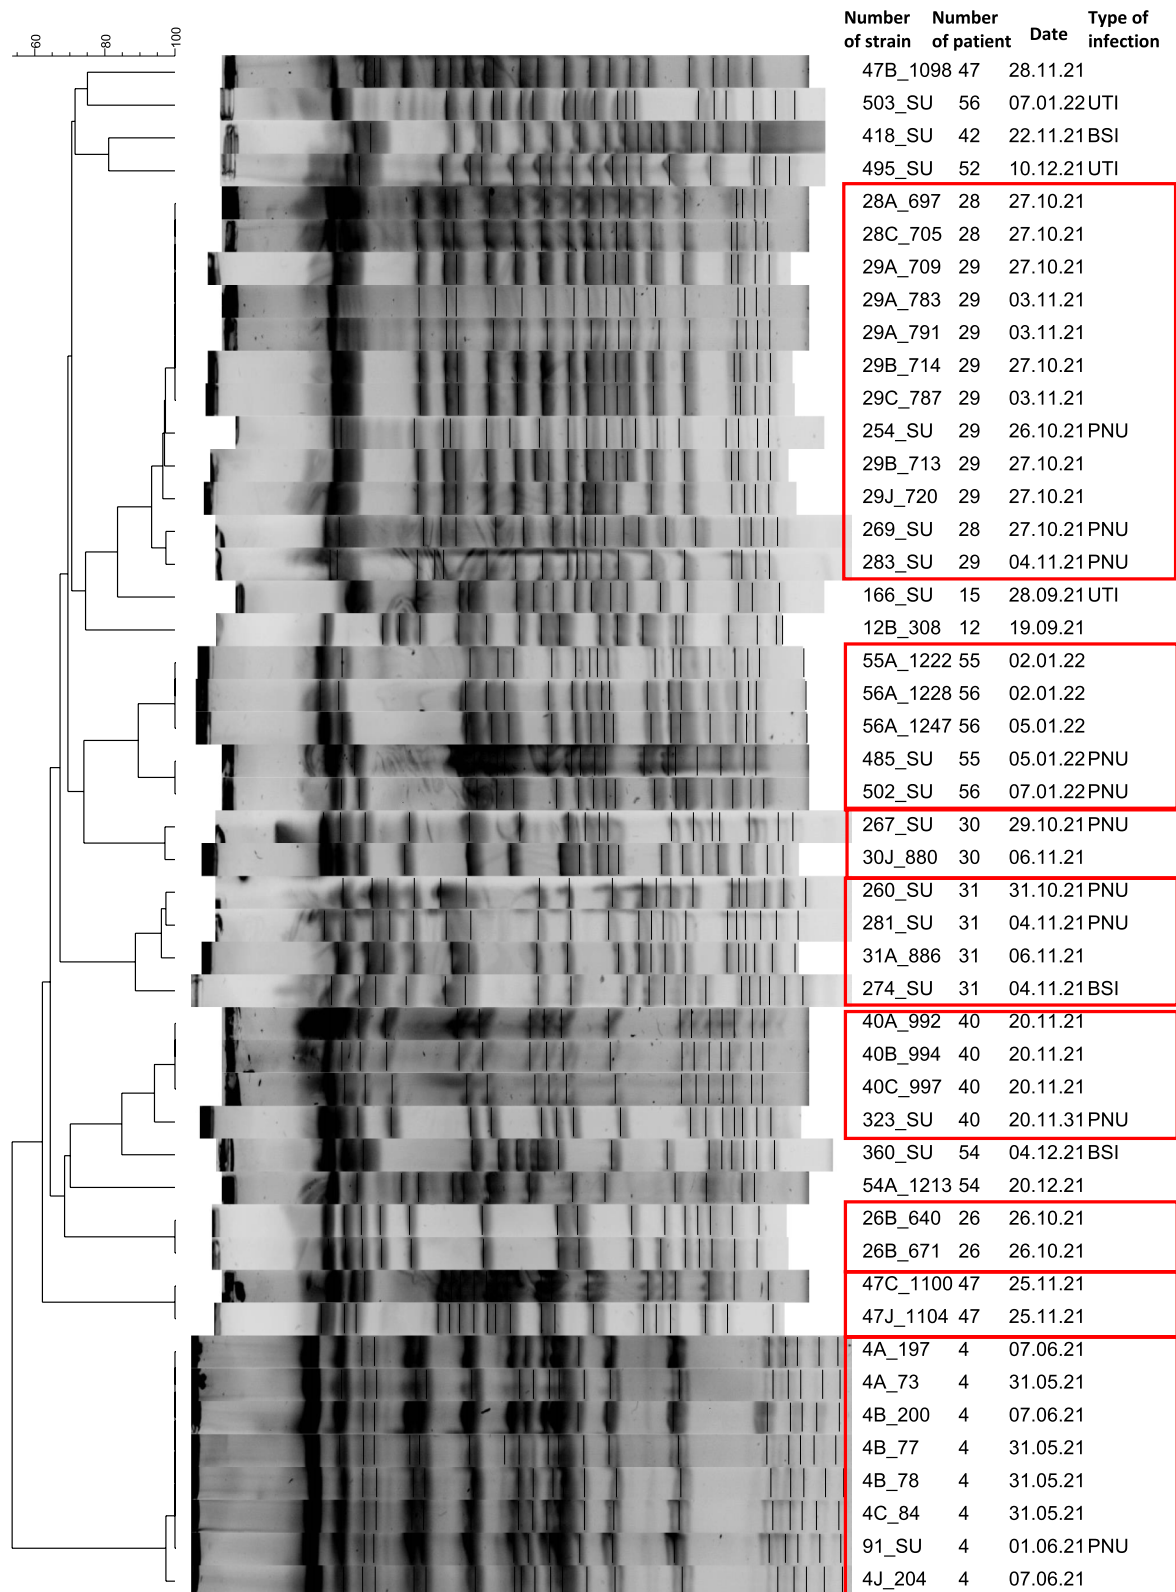 60 80 100
Number of strain Number of patient Date Type of infection
47B_1098 47 28.11.21
503_SU 56 07.01.22 UTI
418_SU 42 22.11.21 BSI
495_SU 52 10.12.21 UTI
28A_697 28 27.10.21
28C_705 28 27.10.21
29A_709 29 27.10.21
29A_783 29 03.11.21
29A_791 29 03.11.21
29B_714 29 27.10.21
29C_787 29 03.11.21
254_SU 29 26.10.21 PNU
29B_713 29 27.10.21
29J_720 29 27.10.21
269_SU 28 27.10.21 PNU
283_SU 29 04.11.21 PNU
166_SU 15 28.09.21 UTI
12B_308 12 19.09.21
55A_1222 55 02.01.22
56A_1228 56 02.01.22
56A_1247 56 05.01.22
485_SU 55 05.01.22 PNU
502_SU 56 07.01.22 PNU
267_SU 30 29.10.21 PNU
30J_880 30 06.11.21
260_SU 31 31.10.21 PNU
281_SU 31 04.11.21 PNU
31A_886 31 06.11.21
274_SU 31 04.11.21 BSI
40A_992 40 20.11.21
40B_994 40 20.11.21
40C_997 40 20.11.21
323_SU 40 20.11.31 PNU
360_SU 54 04.12.21 BSI
54A_1213 54 20.12.21
26B_640 26 26.10.21
26B_671 26 26.10.21
47C_1100 47 25.11.21
47J_1104 47 25.11.21
4A_197 4 07.06.21
4A_73 4 31.05.21
4B_200 4 07.06.21
4B_77 4 31.05.21
4B_78 4 31.05.21
4C_84 4 31.05.21
91_SU 4 01.06.21 PNU
4J_204 4 07.06.21